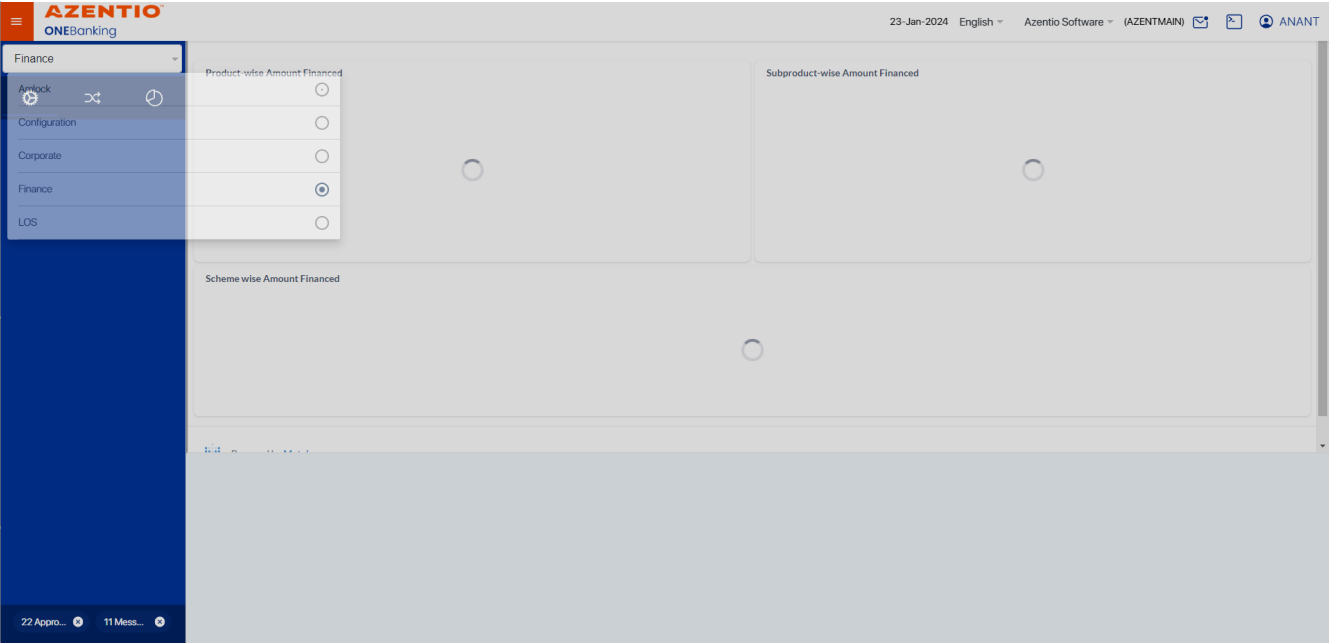 AZENTIO
ONEBanking
23-Jan-2024 English Azentio Software (AZENTMAIN) ANANT
Finance
Product-wise Amount Financed
Subproduct-wise Amount Financed
Amlock
Configuration
Corporate
Finance
LOS
Scheme wise Amount Financed
22 Appro...
11 Mess...